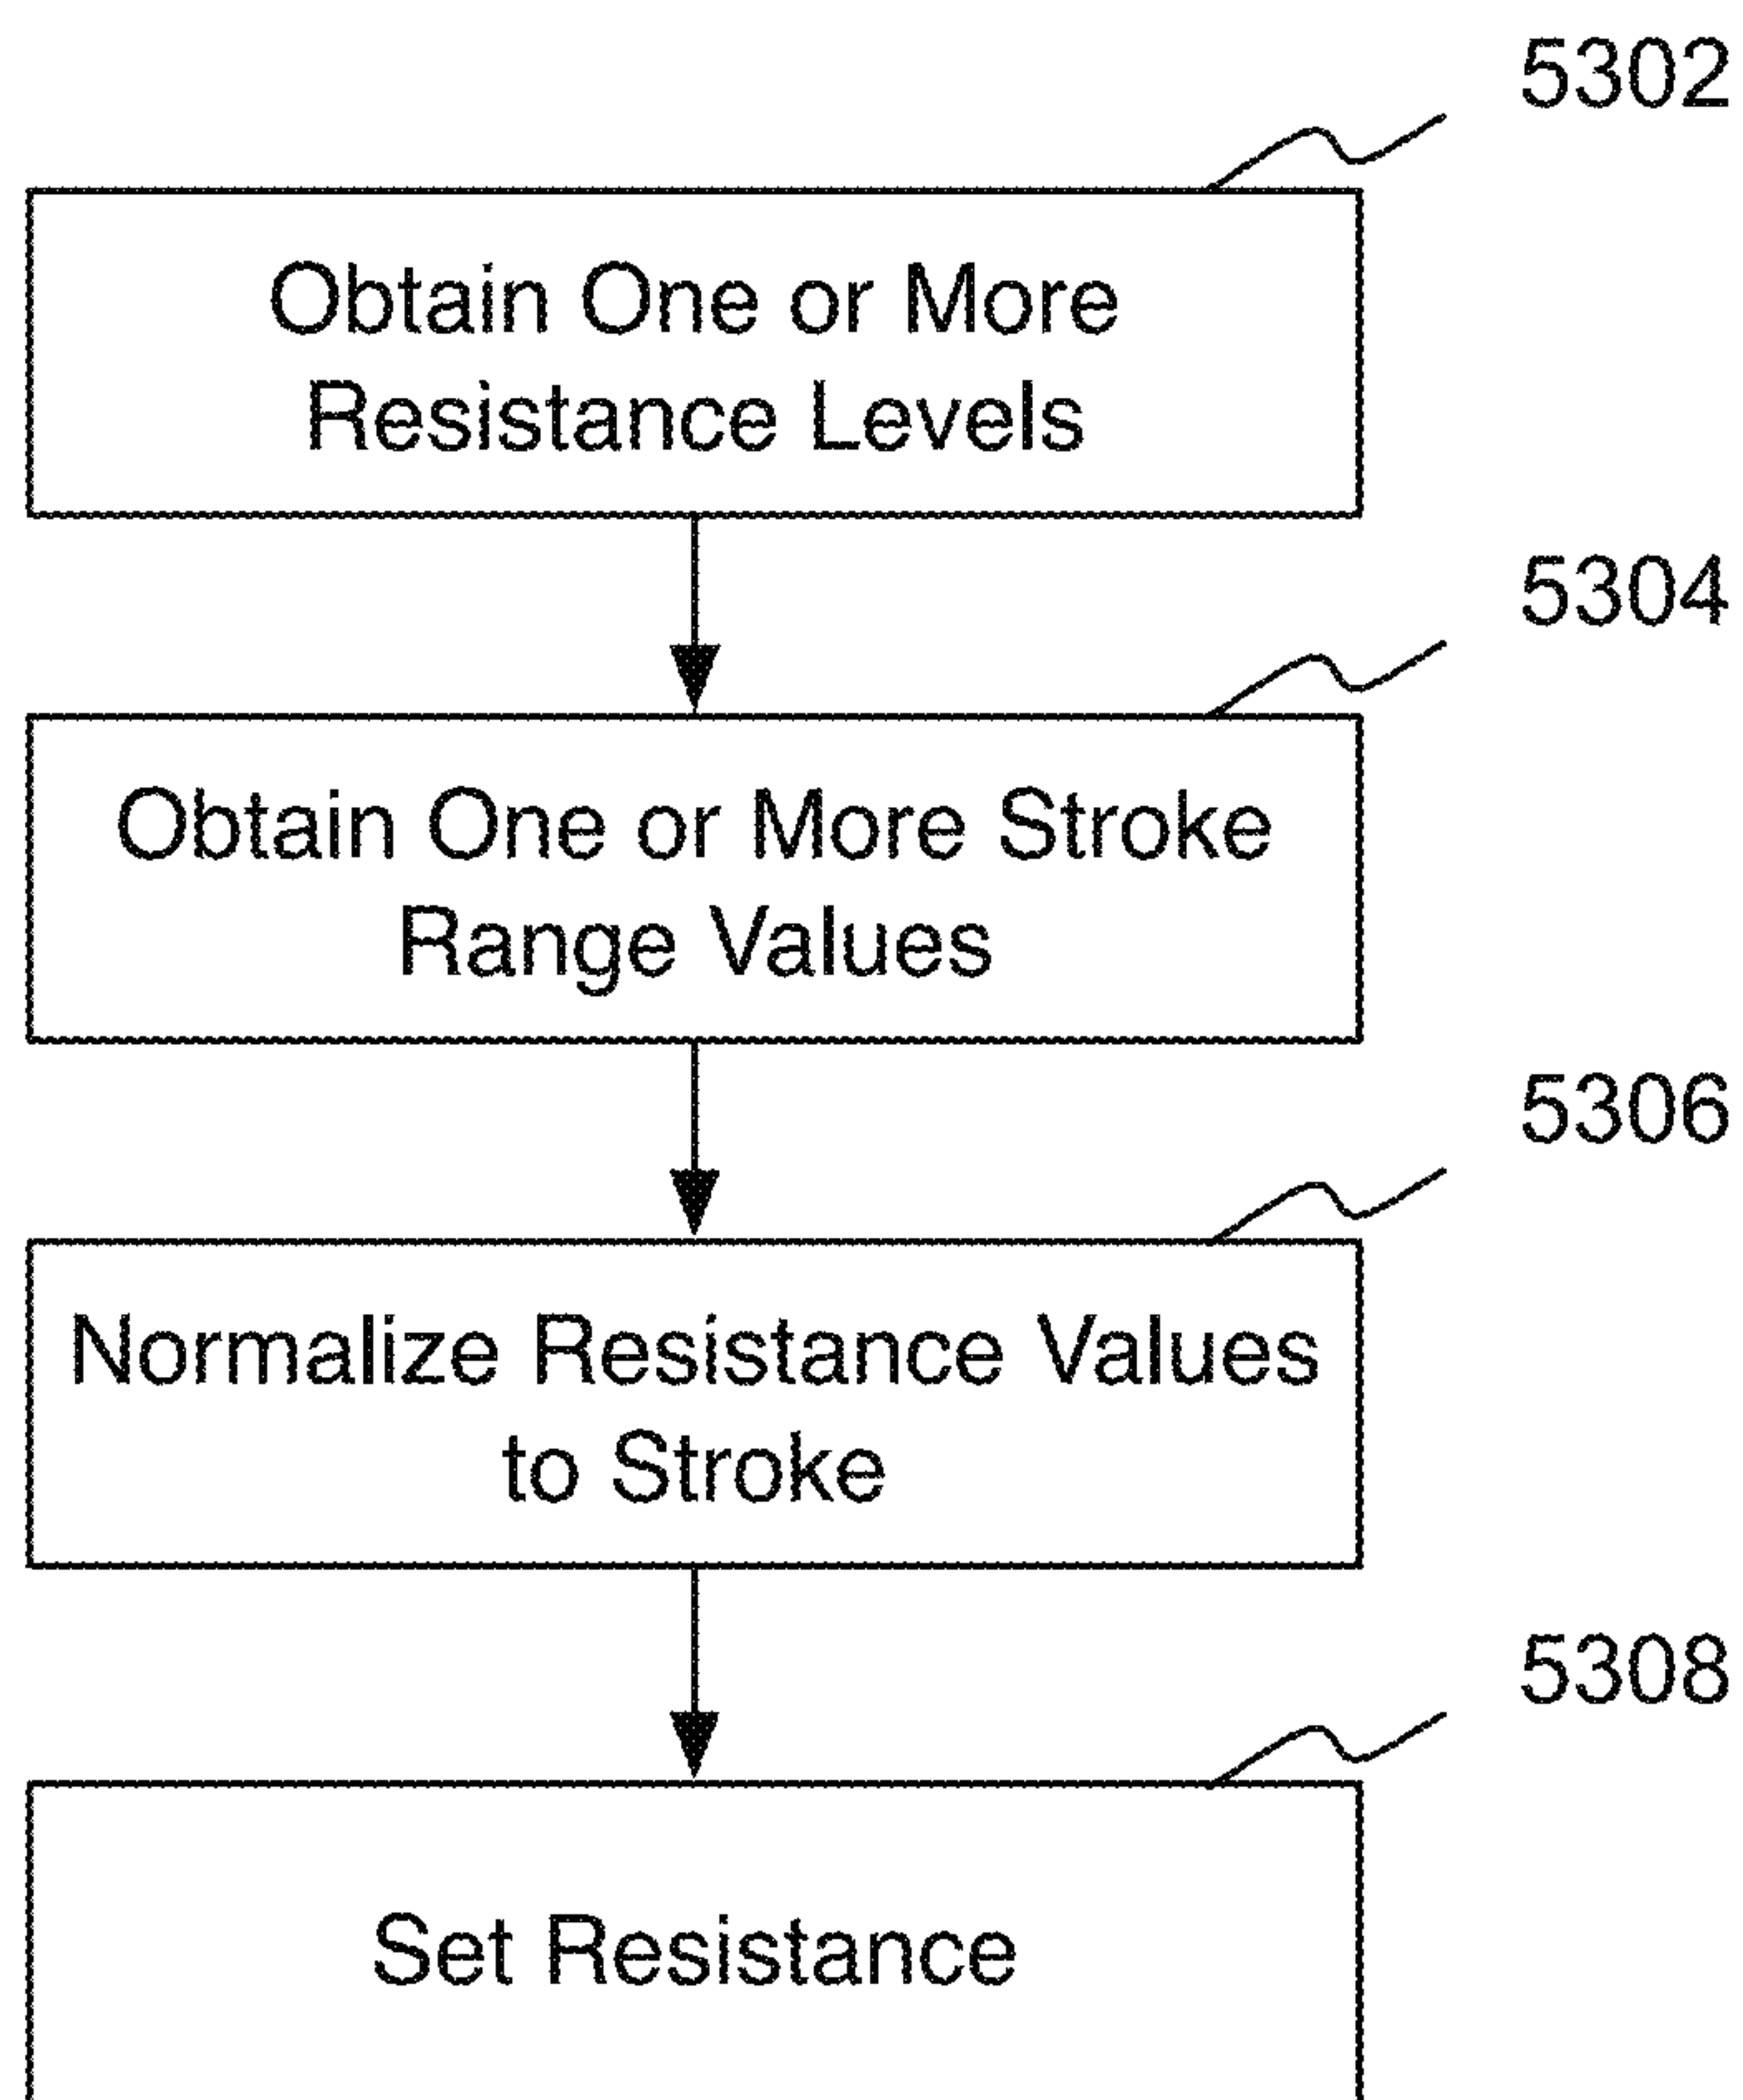 5302
Obtain One or More
Resistance Levels
5304
Obtain One or More Stroke
Range Values
5306
Normalize Resistance Values
to Stroke
5308
Set Resistance